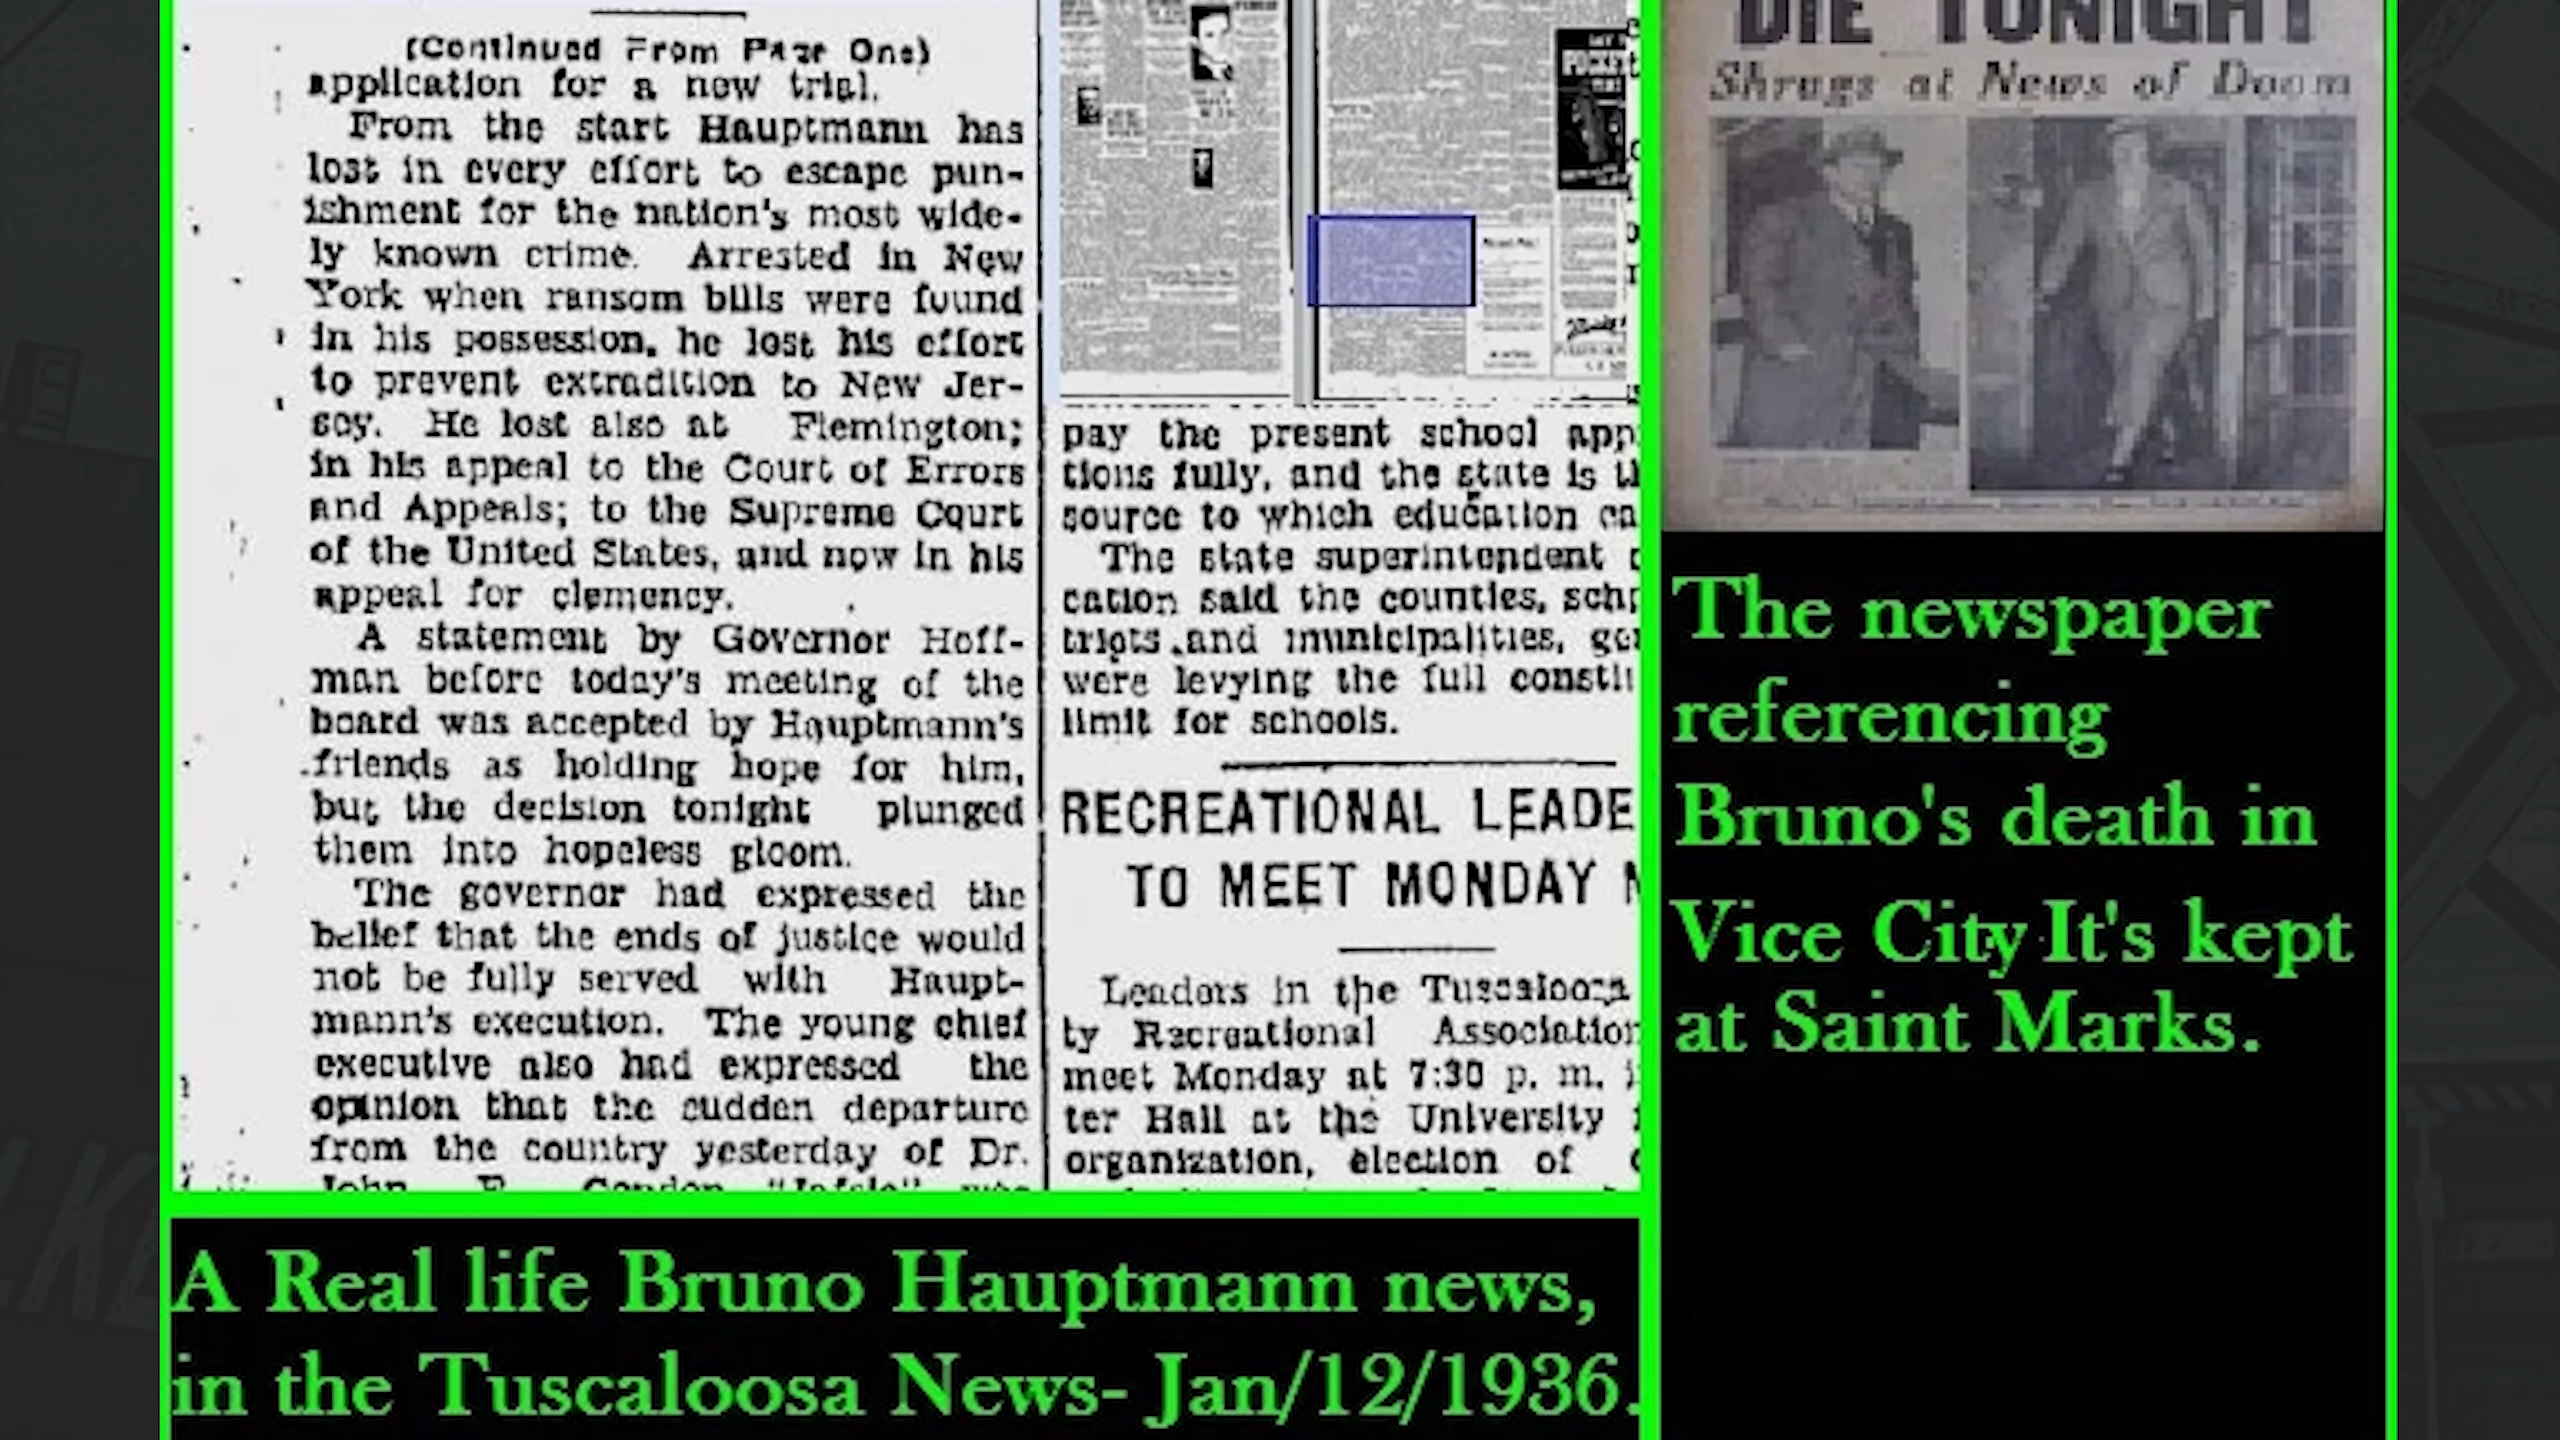 (Continued From Page One)
application for a new trial.
From the start Hauptmann has
lost in every effort to escape pun-
ishment for the nation's most wide-
ly known crime. Arrested in New
York when ransom bills were found
in his possession, he lost his effort
to prevent extradition to New Jer-
sey. He lost also at Flemington;
in his appeal to the Court of Errors
and Appeals; to the Supreme Court
of the United States, and now in his
appeal for clemency.
A statement by Governor Hoff-
man before today's meeting of the
board was accepted by Hauptmann's
friends as holding hope for him,
but the decision tonight plunged
them into hopeless gloom.
The governor had expressed the
belief that the ends of justice would
not be fully served with Haupt-
mann's execution. The young chief
executive also had expressed the
opinion that the sudden departure
from the country yesterday of Dr.
pay the present school app
tions fully, and the state is
source to which education ca
The state superintendent
cation said the counties, sch
tricts and municipalities,
were levying the full constit
limit for schools.
RECREATIONAL LEADE
TO MEET MONDAY
Leaders in the Tuscaloosa
ty Recreational Association
meet Monday at 7:30 p. m.
ter Hall at the University
organization, election of
DIE TONIGHT
Shrugs at News of Doom
The newspaper
referencing
Bruno's death in
Vice City It's kept
at Saint Marks.
A Real life Bruno Hauptmann news,
in the Tuscaloosa News- Jan/12/1936.